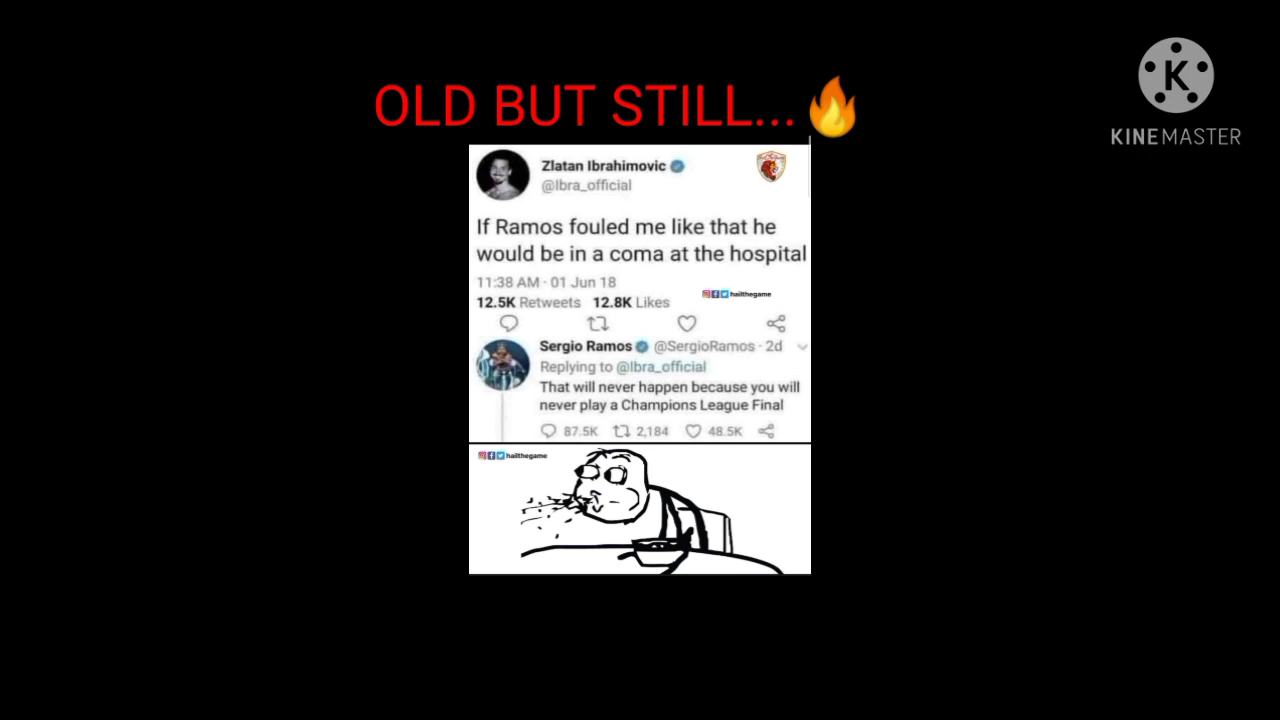 OLD BUT STILL...🔥
K
KINEMASTER
Zlatan Ibrahimovic
@Ibra_official
If Ramos fouled me like that he
would be in a coma at the hospital
11:38 AM · 01 Jun 18
hailthegame
12.5K Retweets 12.8K Likes
Sergio Ramos @SergioRamos · 2d
Replying to @Ibra_official
That will never happen because you will
never play a Champions League Final
87.5K 2,184 48.5K
hailthegame